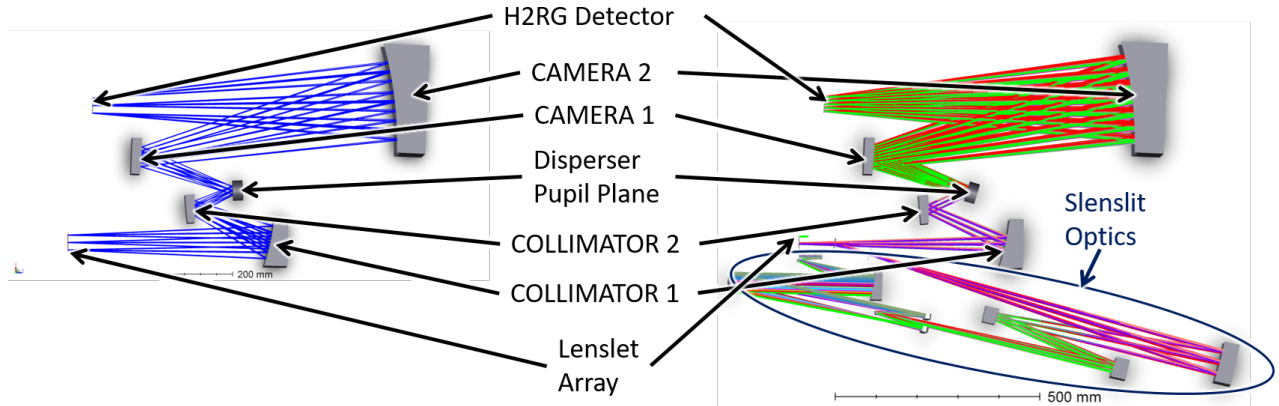 H2RG Detector
CAMERA 2
CAMERA 1
Disperser
Pupil Plane
Slenslit
Optics
COLLIMATOR 2
200 mm
COLLIMATOR 1
Lenslet
Array
500 mm